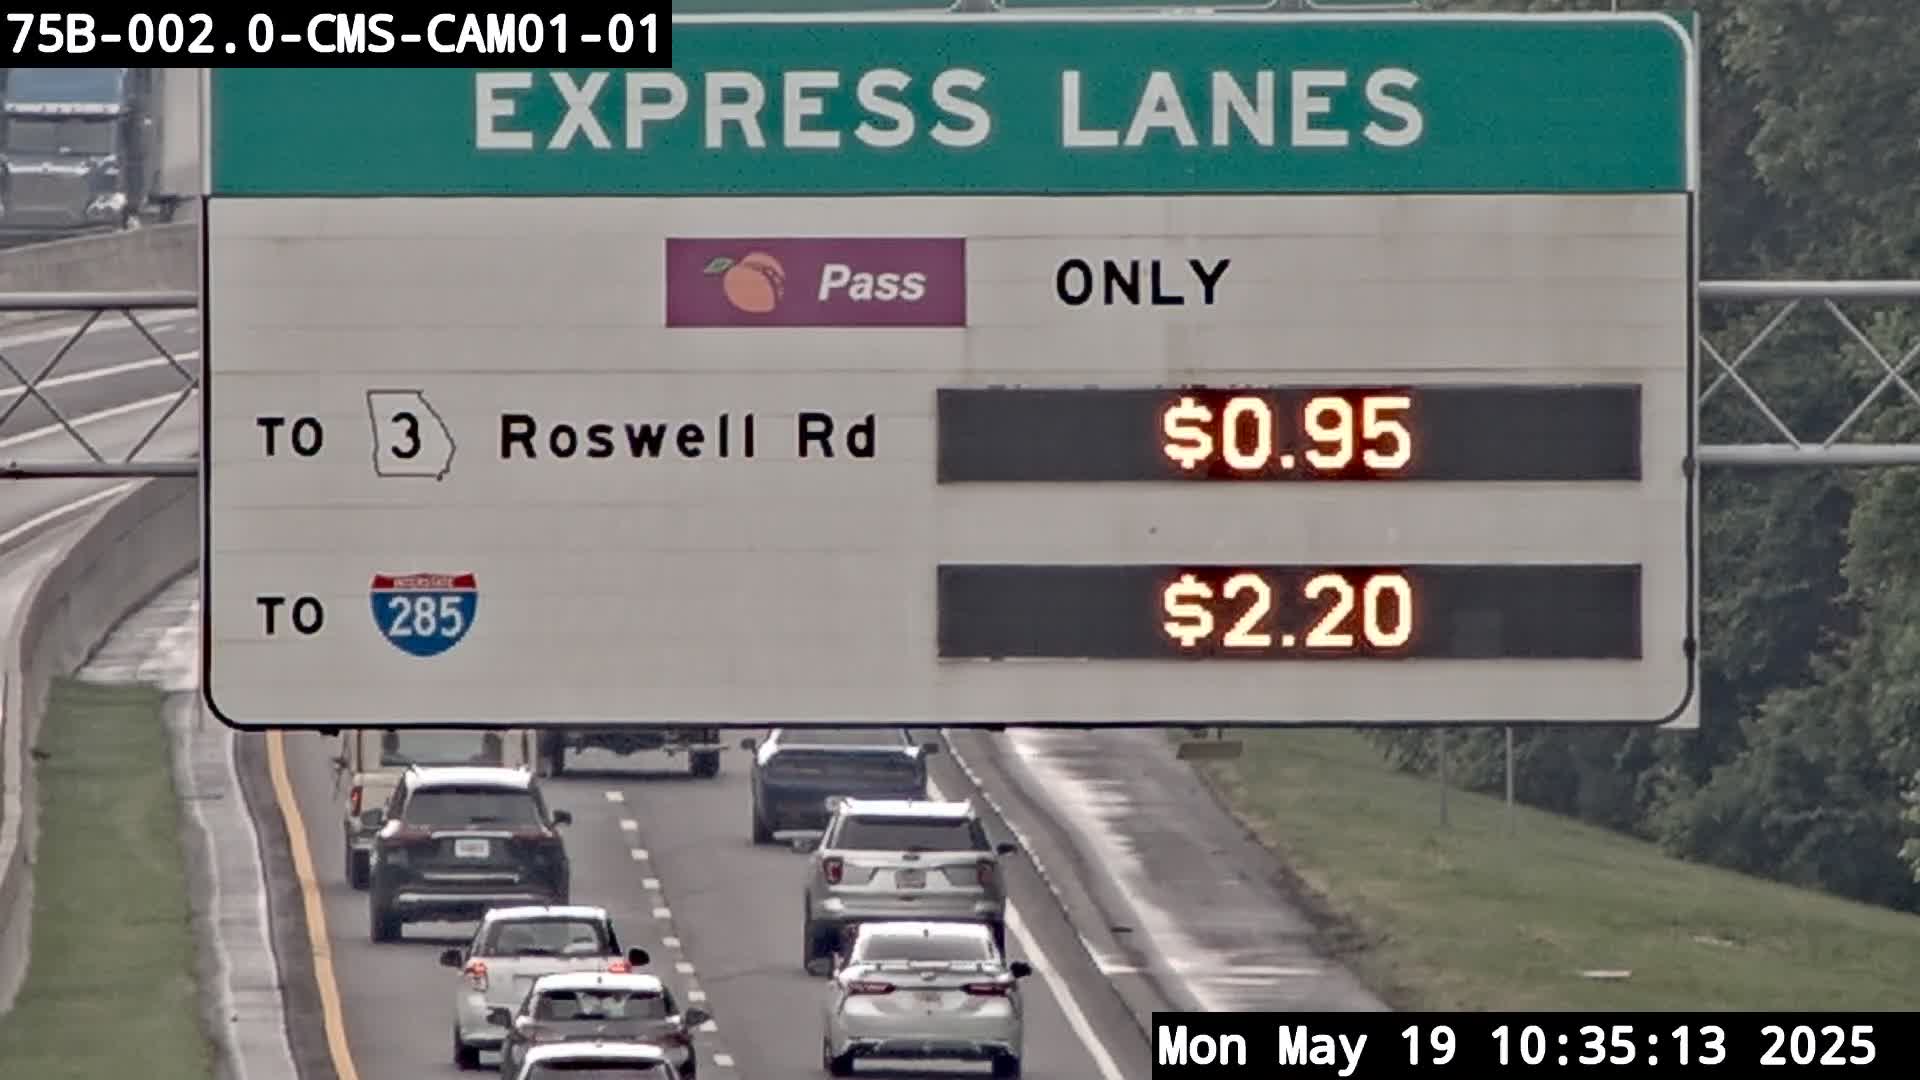 75B-002.0-CMS-CAM01-01
EXPRESS LANES
Pass ONLY
TO 3 Roswell Rd $0.95
TO INTERSTATE 285 $2.20
Mon May 19 10:35:13 2025